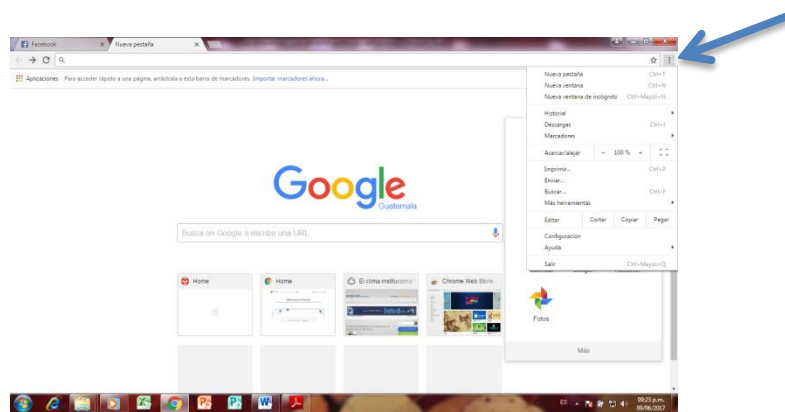 Facebook
Nueva pestaña
Aplicaciones Para acceder rápido a una página, arrástrala a esta barra de marcadores. Importar marcadores ahora...
Nueva pestaña Ctrl+T
Nueva ventana Ctrl+N
Nueva ventana de incógnito Ctrl+Mayús+N
Historial
Descargas Ctrl+J
Marcadores
Acercar/alejar - 100 % +
Imprimir... Ctrl+P
Enviar...
Buscar... Ctrl+F
Más herramientas
Editar Cortar Copiar Pegar
Configuración
Ayuda
Salir Ctrl+Mayús+Q
Google
Guatemala
Busca en Google o escribe una URL
Home
Home
El clima institucional
Chrome Web Store
Salud
Fotos
Más
ES
09:23 p.m.
09/06/2017